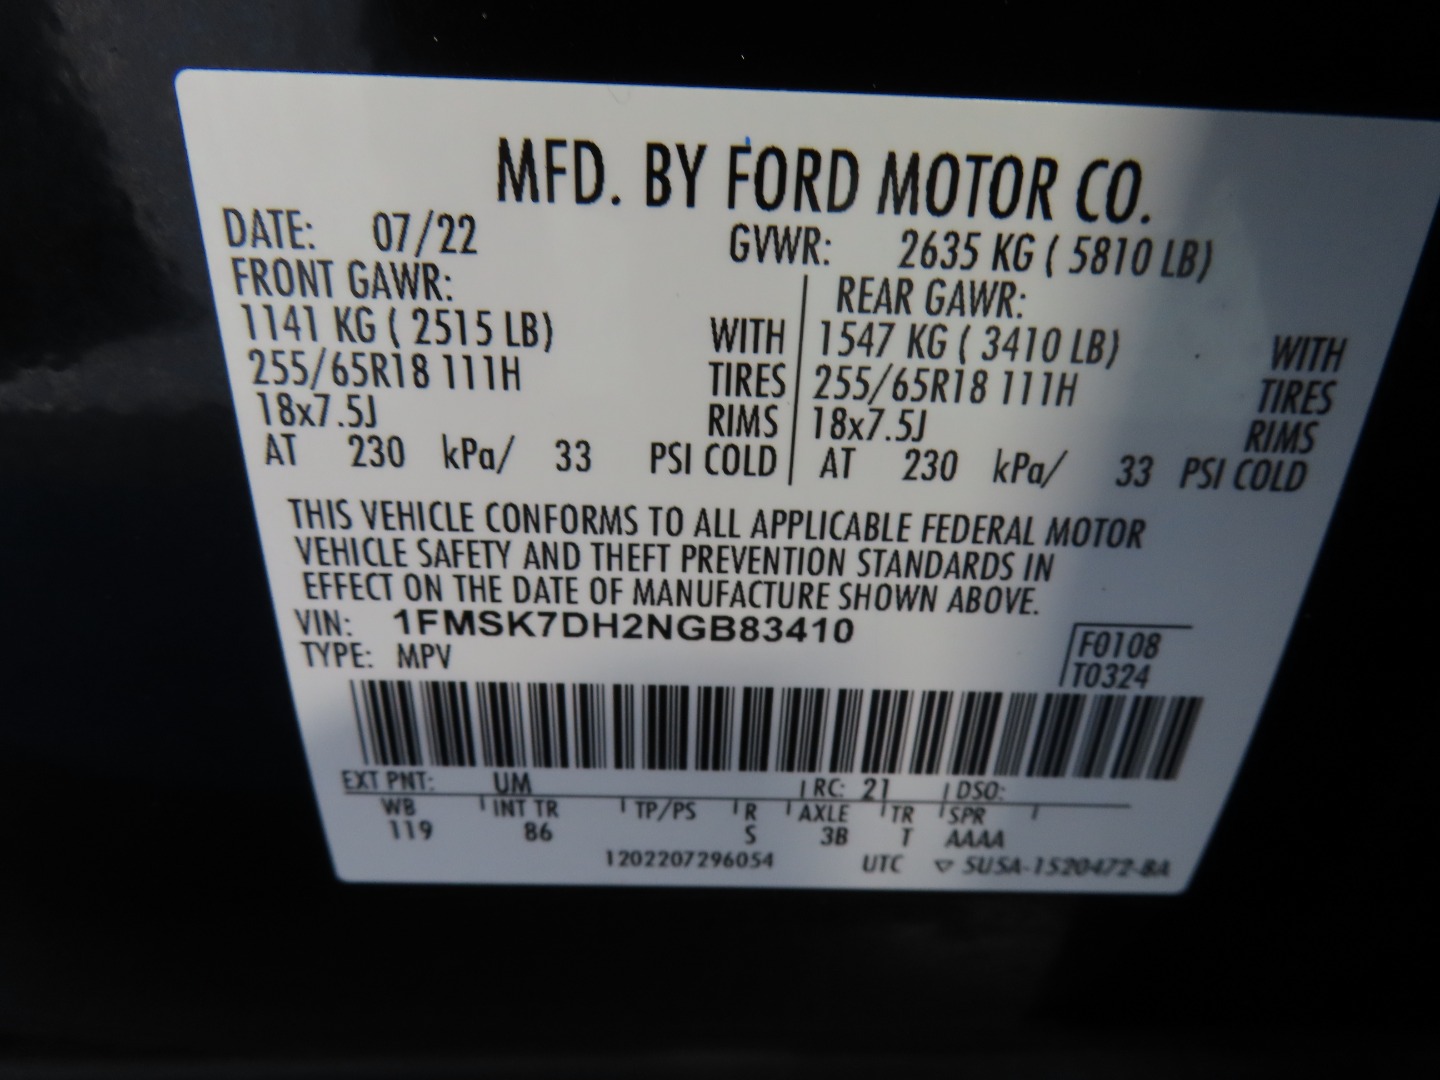 MFD. BY FORD MOTOR CO.
DATE: 07/22 GVWR: 2635 KG ( 5810 LB)
FRONT GAWR: REAR GAWR:
1141 KG ( 2515 LB) WITH 1547 KG ( 3410 LB) WITH
255/65R18 111H TIRES 255/65R18 111H TIRES
18x7.5J RIMS 18x7.5J RIMS
AT 230 kPa/ 33 PSI COLD AT 230 kPa/ 33 PSI COLD
THIS VEHICLE CONFORMS TO ALL APPLICABLE FEDERAL MOTOR
VEHICLE SAFETY AND THEFT PREVENTION STANDARDS IN
EFFECT ON THE DATE OF MANUFACTURE SHOWN ABOVE.
VIN: 1FMSK7DH2NGB83410 F0108
TYPE: MPV T0324
EXT PNT: UM RC: 21 DSO:
WB INT TR TP/PS R AXLE TR SPR
119 86 S 3B T AAAA
1202207296054 UTC ▽ SUSA-1520472-BA